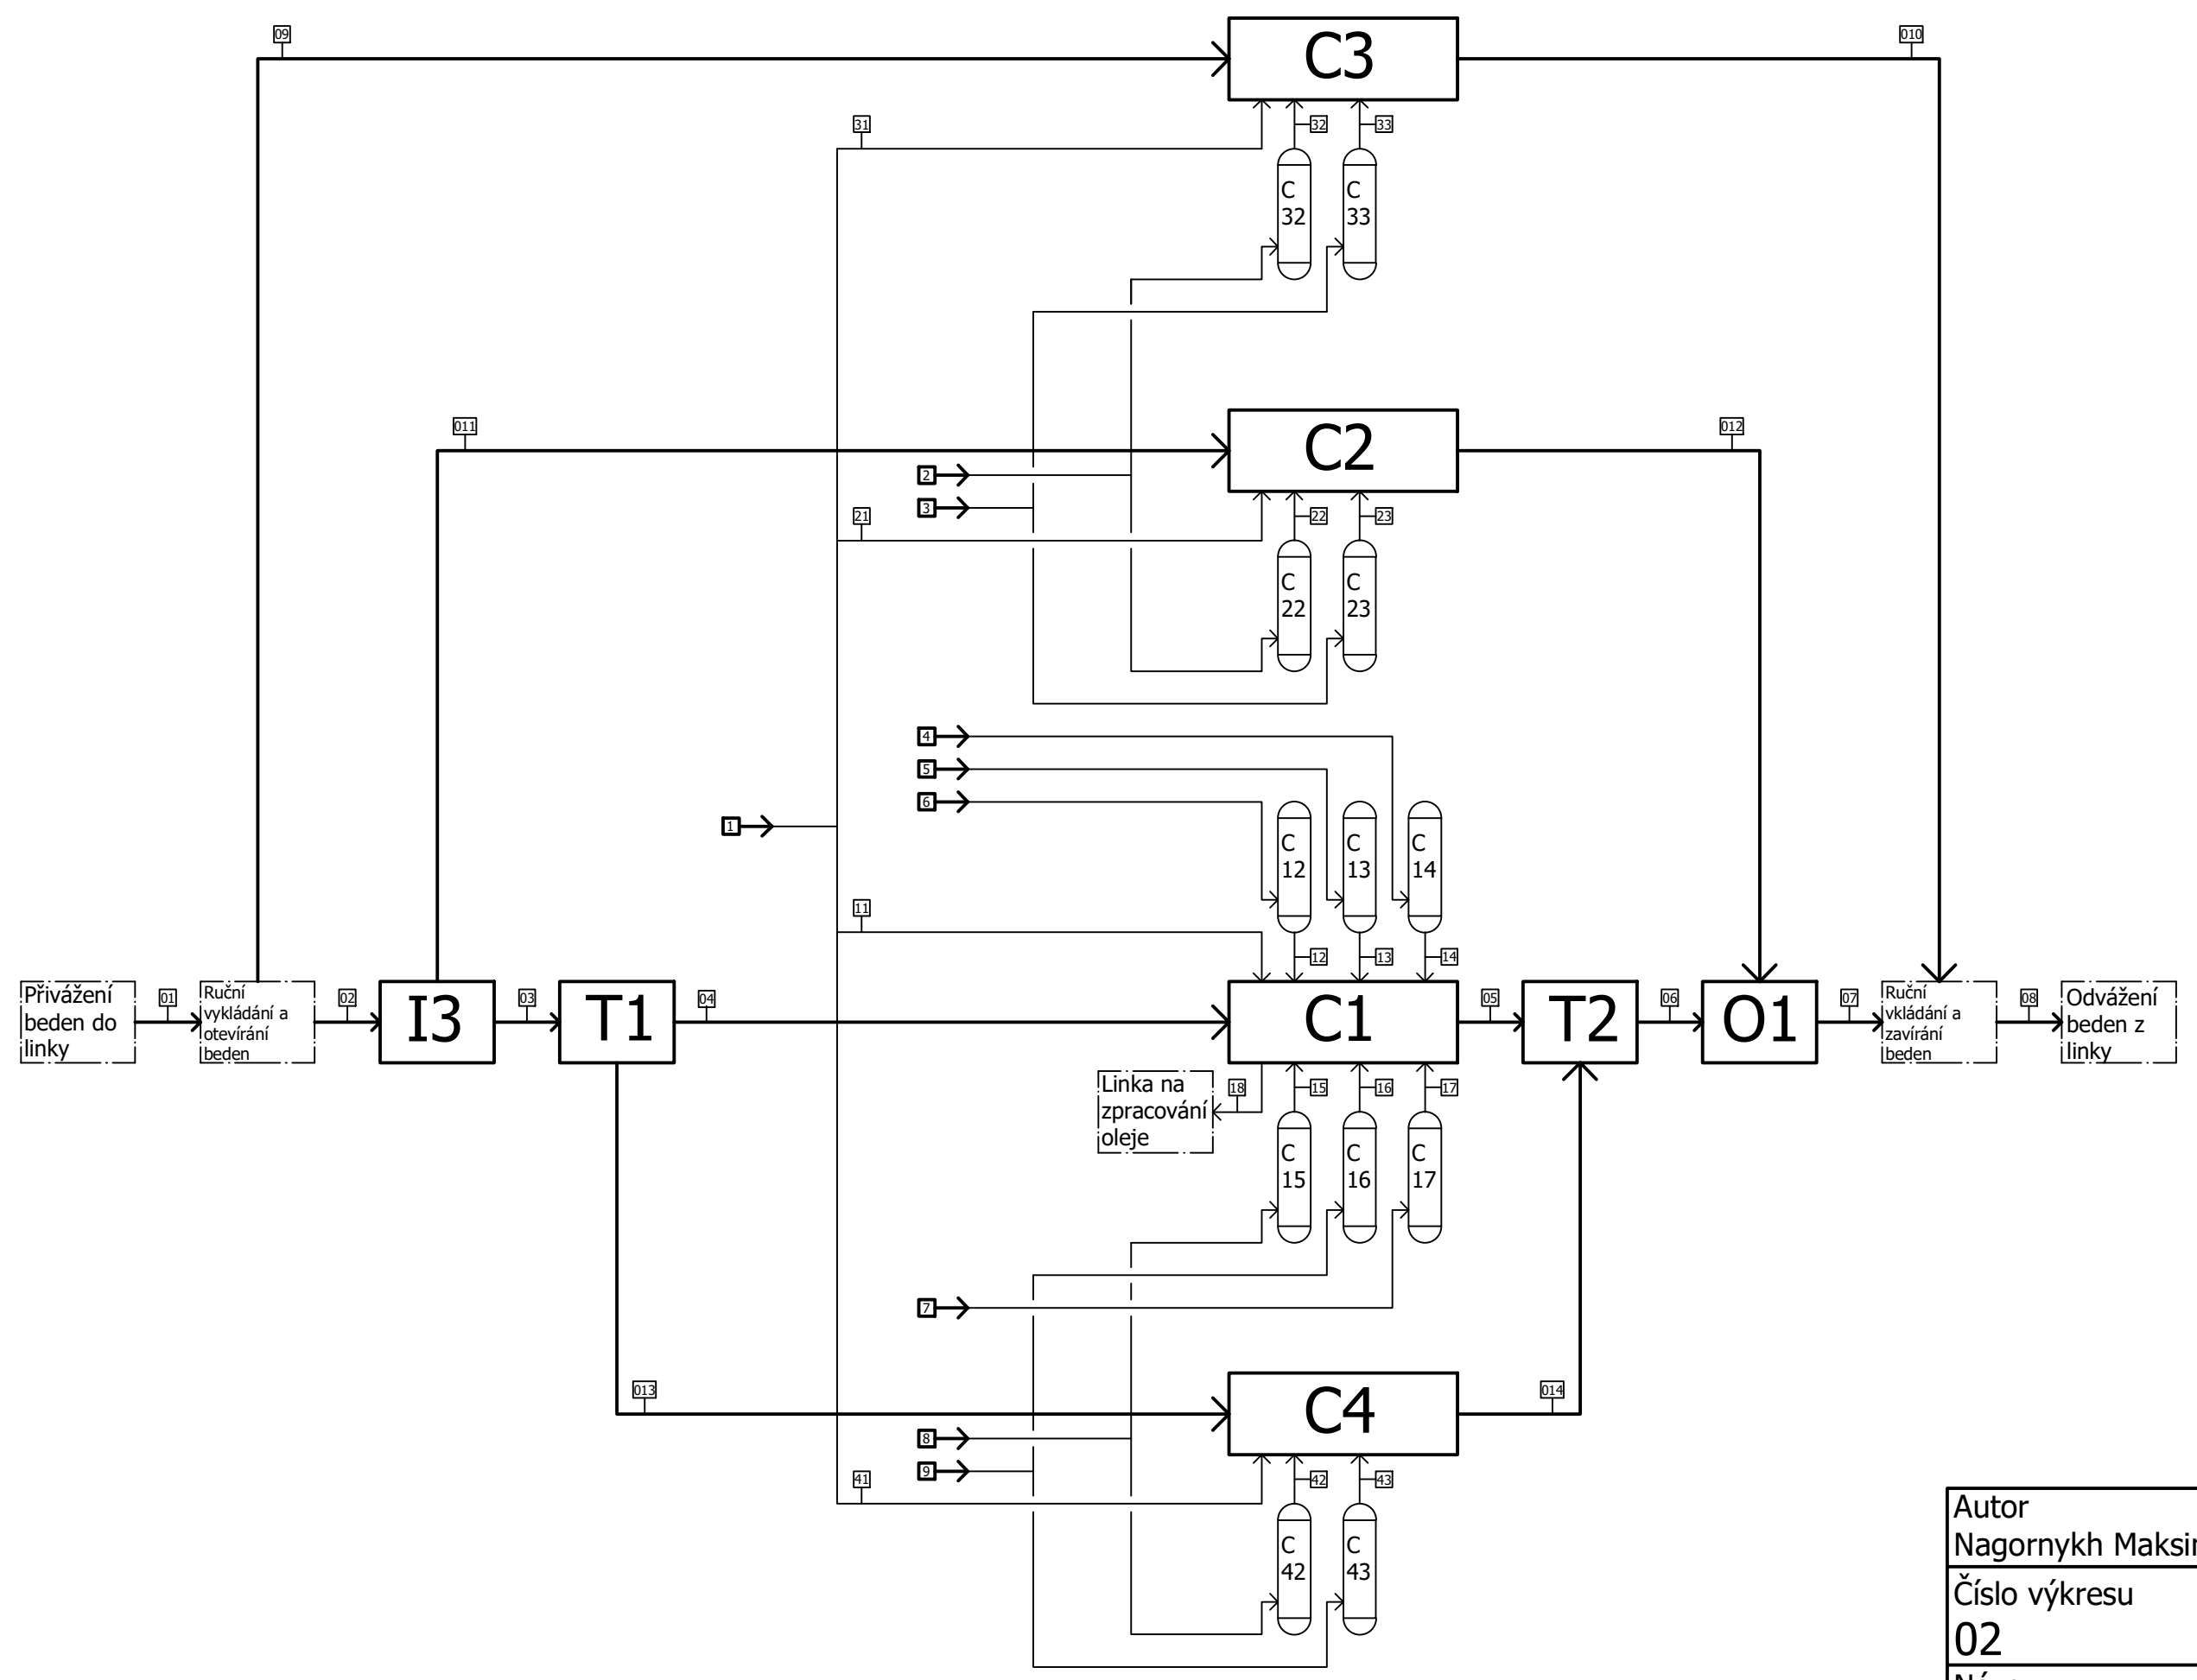 09
C3
010
31
32
33
C
32
C
33
011
C2
012
2
3
21
22
23
C
22
C
23
4
5
6
1
C
12
C
13
C
14
11
12
13
14
Přivážení
beden do
linky
01
Ruční
vykládání a
otevírání
beden
02
I3
03
T1
04
C1
05
T2
06
O1
07
Ruční
vkládání a
zavírání
beden
08
Odvážení
beden z
linky
Linka na
zpracování
oleje
18
15
16
17
C
15
C
16
C
17
7
013
C4
014
8
9
41
42
43
C
42
C
43
Autor
Nagornykh
Číslo výkresu
02